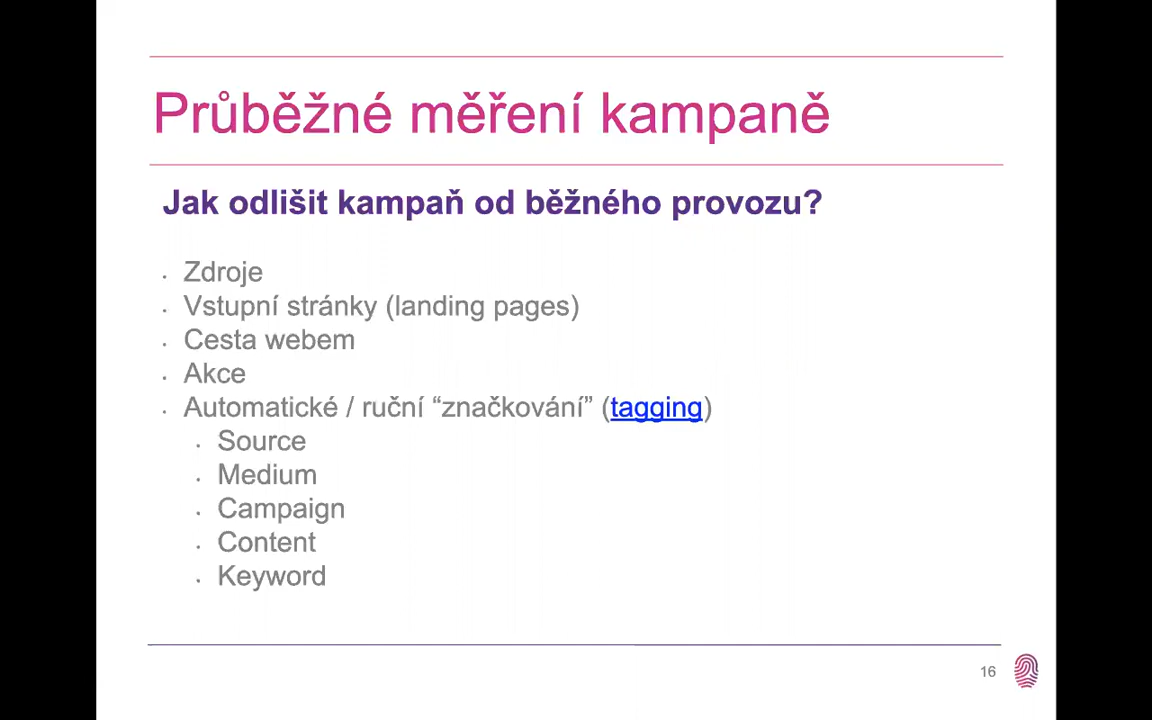 Průběžné měření kampaně
Jak odlišit kampaň od běžného provozu?
Zdroje
Vstupní stránky (landing pages)
Cesta webem
Akce
Automatické / ruční “značkování” (tagging)
Source
Medium
Campaign
Content
Keyword
16